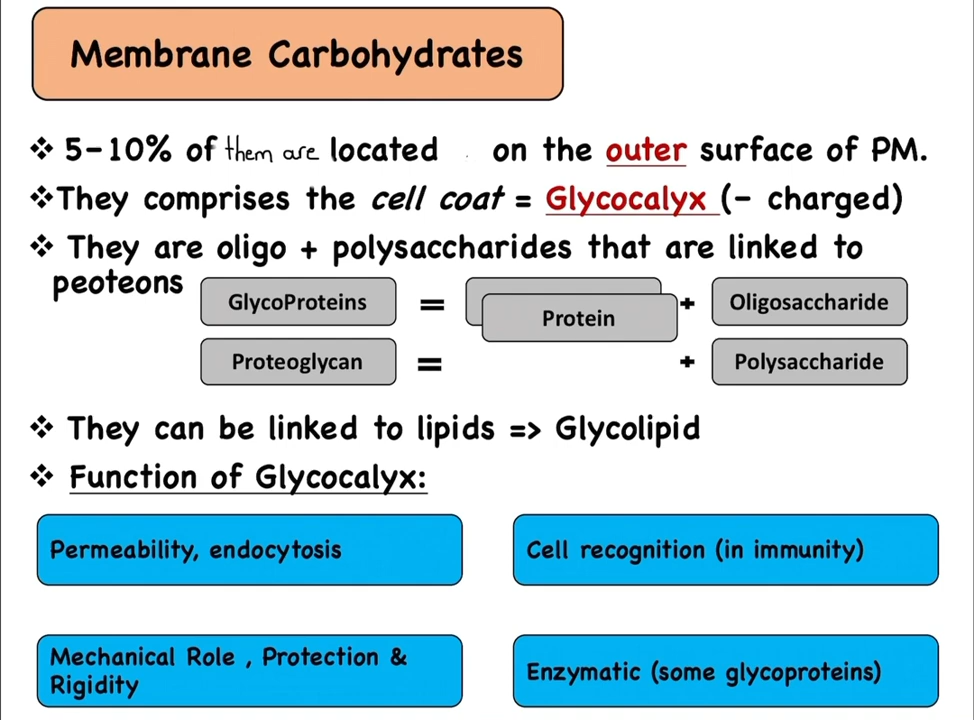 Membrane Carbohydrates
❖ 5-10% of them are located on the outer surface of PM.
❖They comprises the cell coat = Glycocalyx (- charged)
❖ They are oligo + polysaccharides that are linked to
peoteons
GlycoProteins = Protein + Oligosaccharide
Proteoglycan = + Polysaccharide
❖ They can be linked to lipids => Glycolipid
❖ Function of Glycocalyx:
Permeability, endocytosis
Cell recognition (in immunity)
Mechanical Role , Protection &
Rigidity
Enzymatic (some glycoproteins)